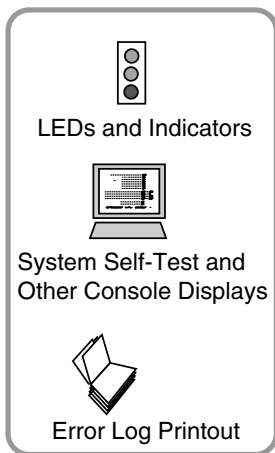 LEDs and Indicators
System Self-Test and
Other Console Displays
Error Log Printout